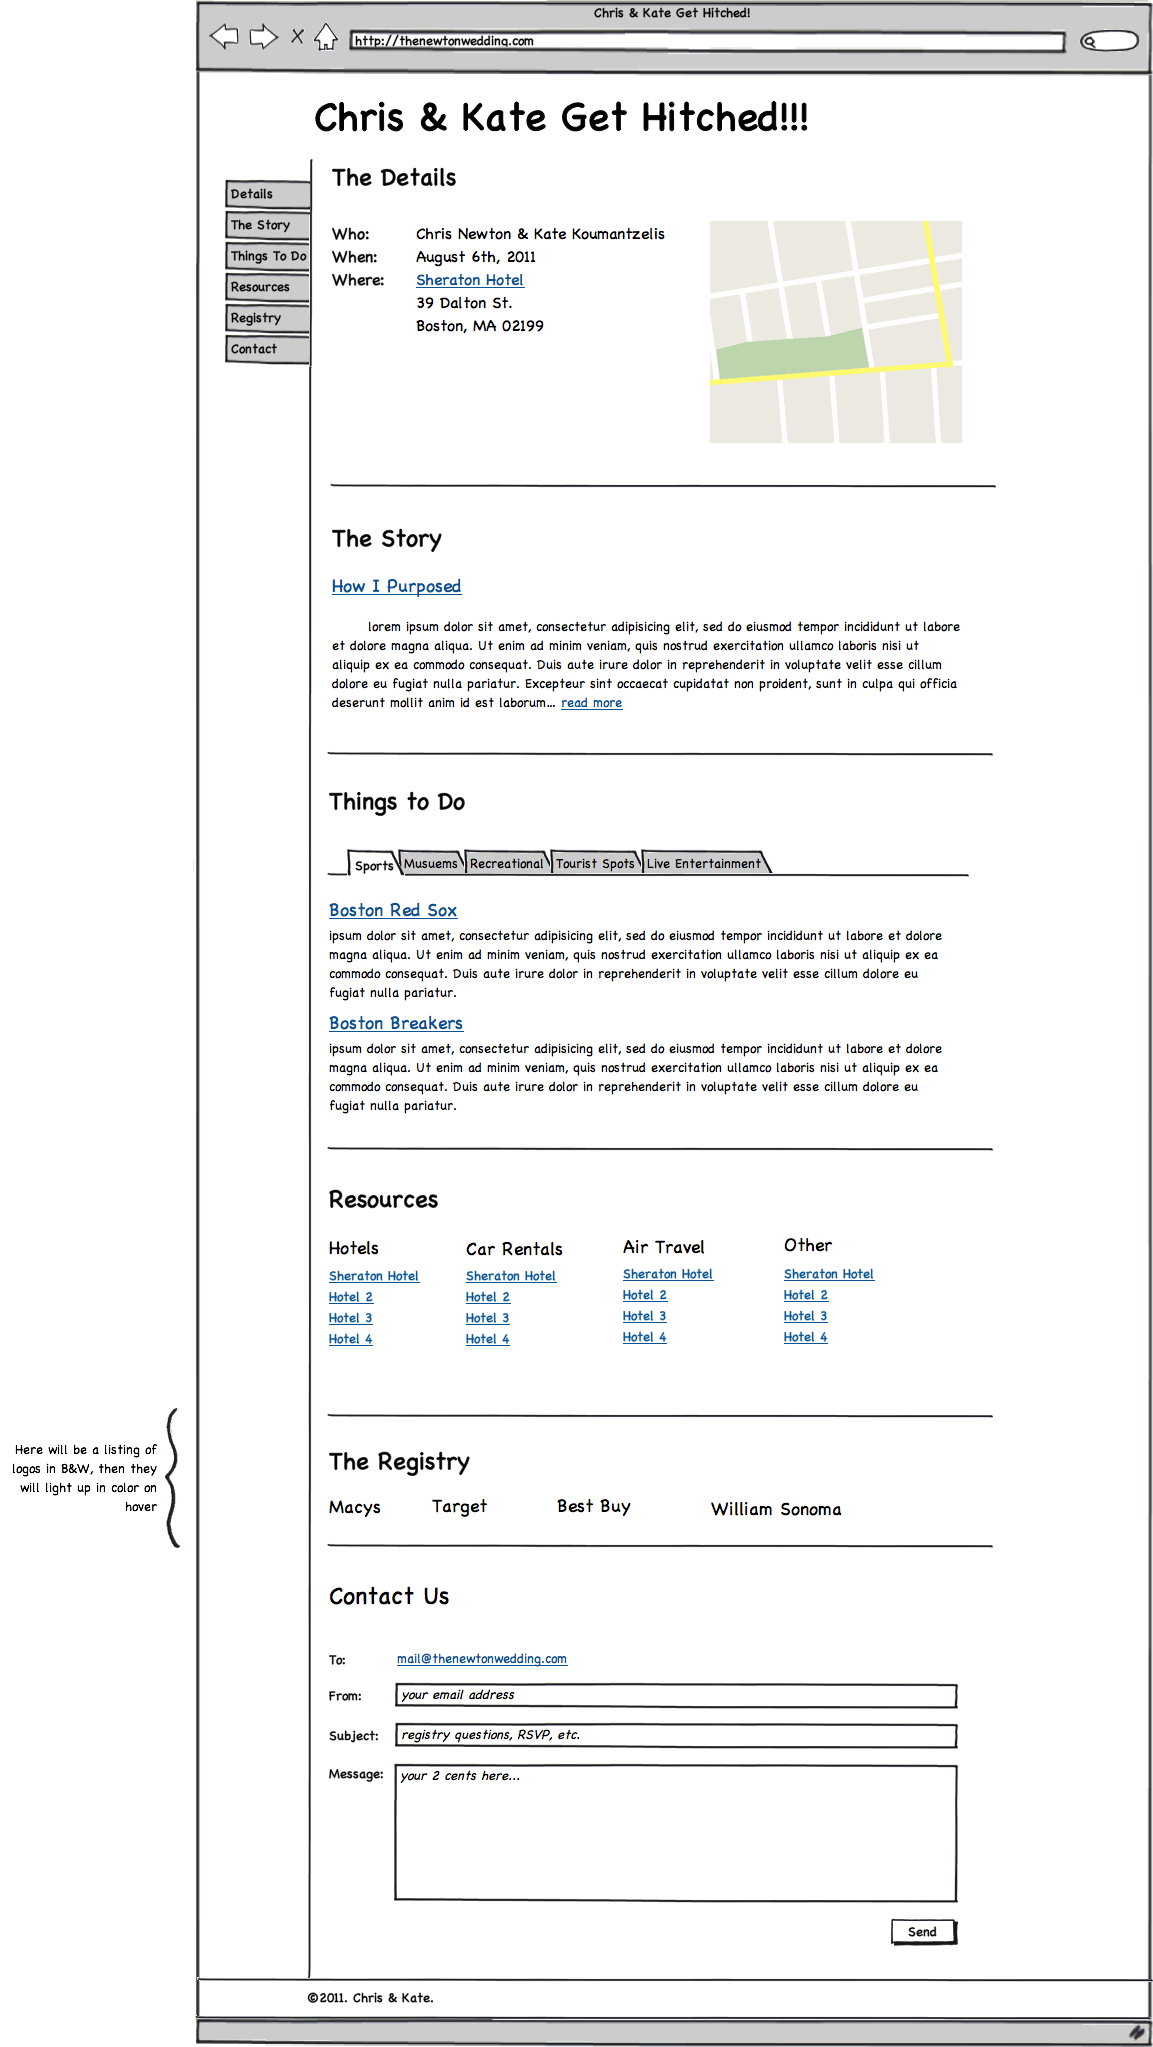 Chris & Kate Get Hitched!
http://thenewtonwedding.com
Chris & Kate Get Hitched!!!
Details
The Story
Things To Do
Resources
Registry
Contact
The Details
Who: Chris Newton & Kate Koumantzelis
When: August 6th, 2011
Where: Sheraton Hotel
39 Dalton St.
Boston, MA 02199
The Story
How I Purposed
lorem ipsum dolor sit amet, consectetur adipisicing elit, sed do eiusmod tempor incididunt ut labore
et dolore magna aliqua. Ut enim ad minim veniam, quis nostrud exercitation ullamco laboris nisi ut
aliquip ex ea commodo consequat. Duis aute irure dolor in reprehenderit in voluptate velit esse cillum
dolore eu fugiat nulla pariatur. Excepteur sint occaecat cupidatat non proident, sunt in culpa qui officia
deserunt mollit anim id est laborum... read more
Things to Do
Sports Musuems Recreational Tourist Spots Live Entertainment
Boston Red Sox
ipsum dolor sit amet, consectetur adipisicing elit, sed do eiusmod tempor incididunt ut labore et dolore
magna aliqua. Ut enim ad minim veniam, quis nostrud exercitation ullamco laboris nisi ut aliquip ex ea
commodo consequat. Duis aute irure dolor in reprehenderit in voluptate velit esse cillum dolore eu
fugiat nulla pariatur.
Boston Breakers
ipsum dolor sit amet, consectetur adipisicing elit, sed do eiusmod tempor incididunt ut labore et dolore
magna aliqua. Ut enim ad minim veniam, quis nostrud exercitation ullamco laboris nisi ut aliquip ex ea
commodo consequat. Duis aute irure dolor in reprehenderit in voluptate velit esse cillum dolore eu
fugiat nulla pariatur.
Resources
Hotels
Sheraton Hotel
Hotel 2
Hotel 3
Hotel 4
Car Rentals
Sheraton Hotel
Hotel 2
Hotel 3
Hotel 4
Air Travel
Sheraton Hotel
Hotel 2
Hotel 3
Hotel 4
Other
Sheraton Hotel
Hotel 2
Hotel 3
Hotel 4
Here will be a listing of
logos in B&W, then they
will light up in color on
hover
The Registry
Macys Target Best Buy William Sonoma
Contact Us
To: mail@thenewtonwedding.com
From: your email address
Subject: registry questions, RSVP, etc.
Message: your 2 cents here...
Send
©2011. Chris & Kate.